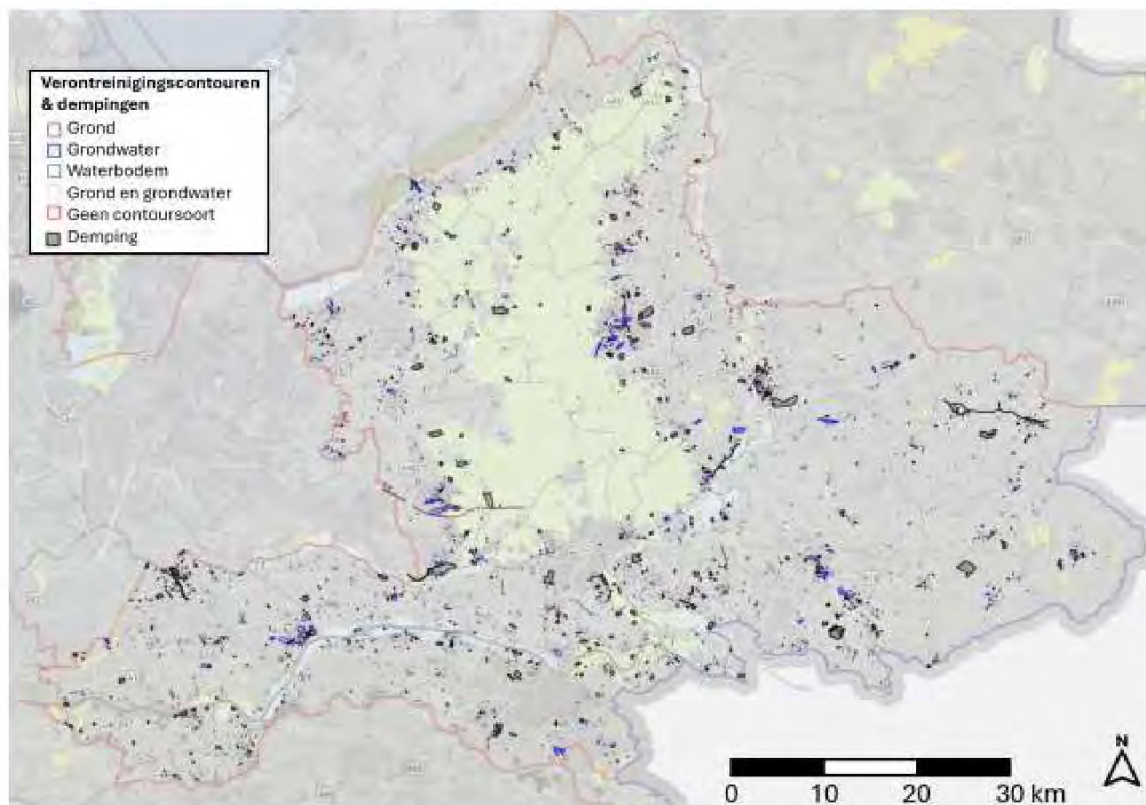 Verontreinigingscontouren
& dempingen
Grond
Grondwater
Waterbodem
Grond en grondwater
Geen contoursoort
Demping
N
0 10 20 30 km